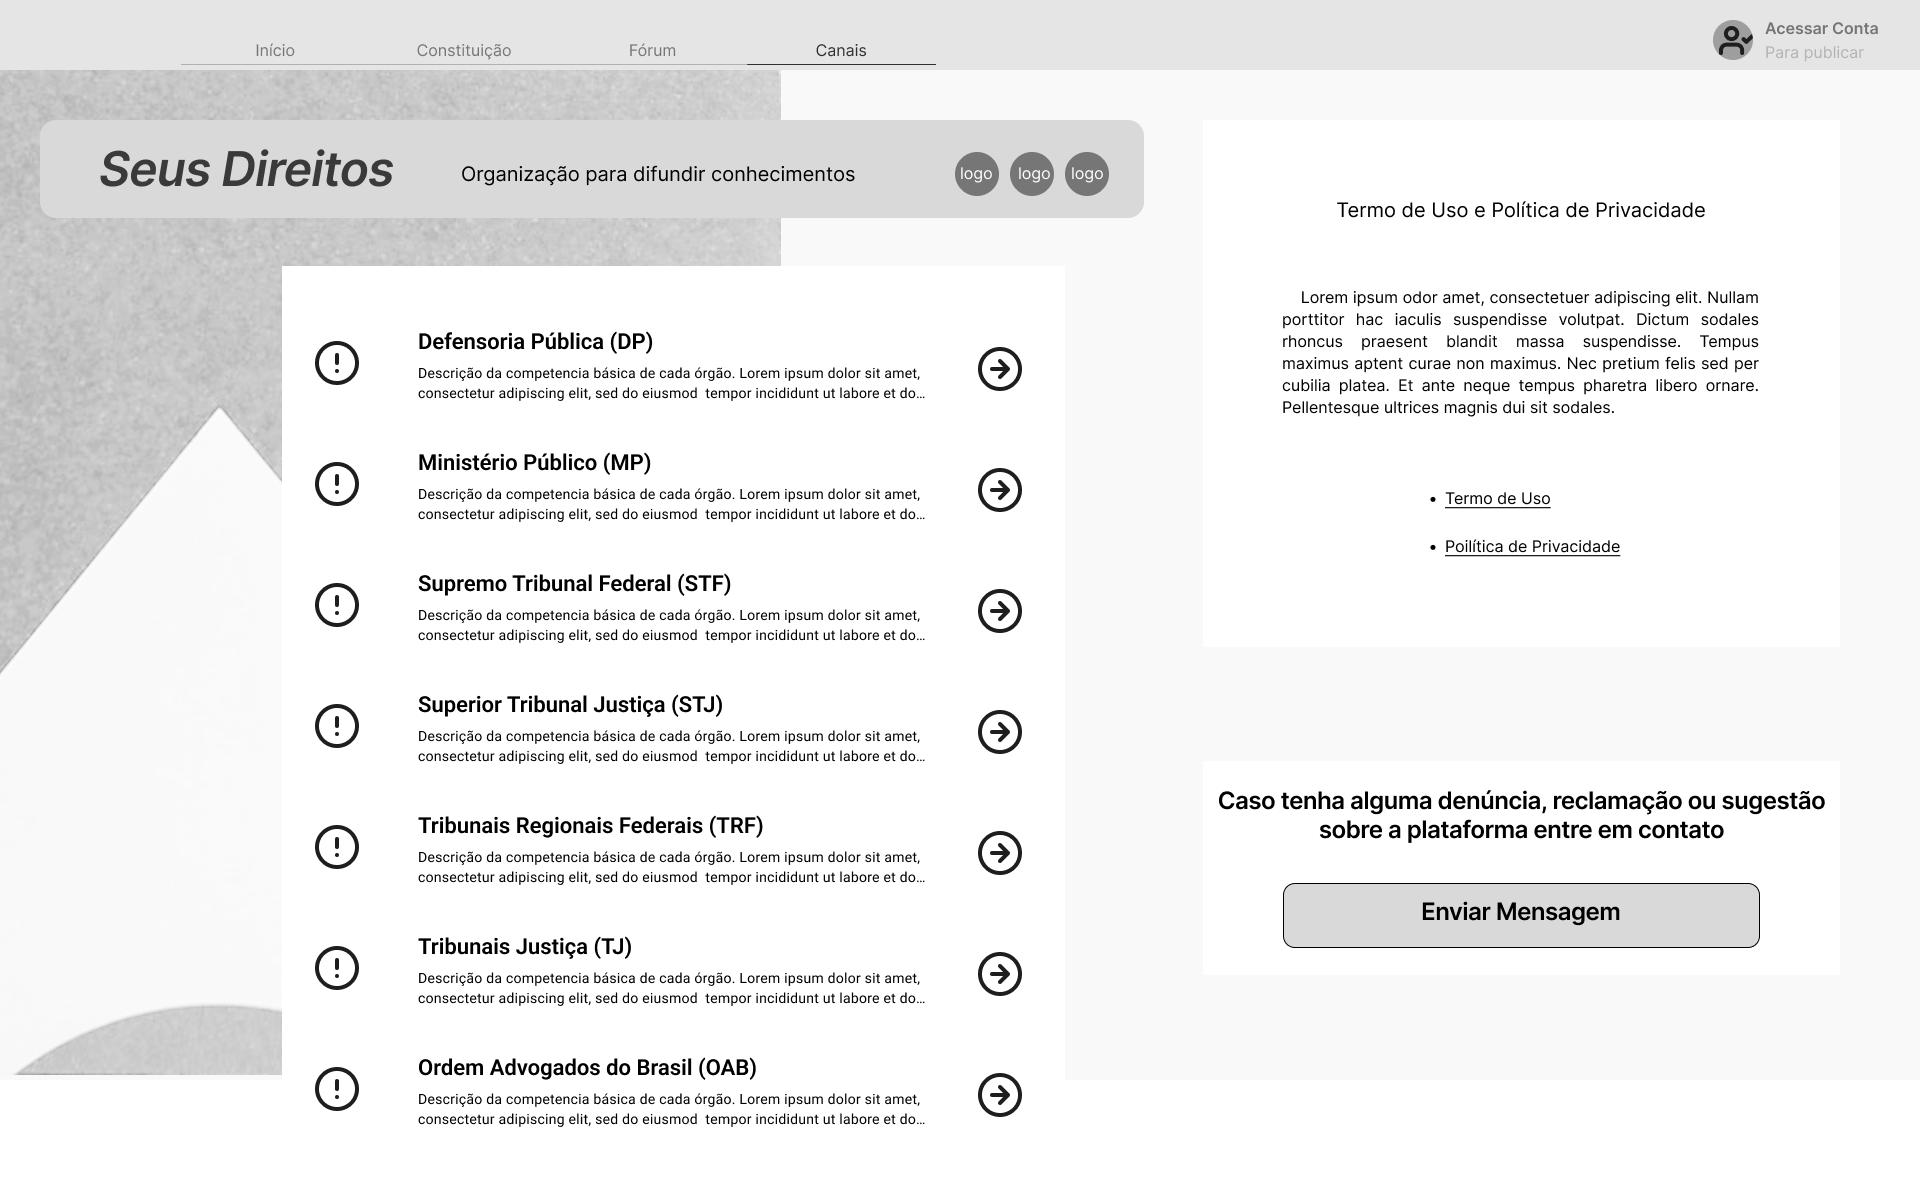 Início
Constituição
Fórum
Canais
Acessar Conta
Para publicar
Seus Direitos
Organização para difundir conhecimentos
logo
logo
logo
Defensoria Pública (DP)
Descrição da competencia básica de cada órgão. Lorem ipsum dolor sit amet,
consectetur adipiscing elit, sed do eiusmod  tempor incididunt ut labore et do...
Ministério Público (MP)
Descrição da competencia básica de cada órgão. Lorem ipsum dolor sit amet,
consectetur adipiscing elit, sed do eiusmod  tempor incididunt ut labore et do...
Supremo Tribunal Federal (STF)
Descrição da competencia básica de cada órgão. Lorem ipsum dolor sit amet,
consectetur adipiscing elit, sed do eiusmod  tempor incididunt ut labore et do...
Superior Tribunal Justiça (STJ)
Descrição da competencia básica de cada órgão. Lorem ipsum dolor sit amet,
consectetur adipiscing elit, sed do eiusmod  tempor incididunt ut labore et do...
Tribunais Regionais Federais (TRF)
Descrição da competencia básica de cada órgão. Lorem ipsum dolor sit amet,
consectetur adipiscing elit, sed do eiusmod  tempor incididunt ut labore et do...
Tribunais Justiça (TJ)
Descrição da competencia básica de cada órgão. Lorem ipsum dolor sit amet,
consectetur adipiscing elit, sed do eiusmod  tempor incididunt ut labore et do...
Ordem Advogados do Brasil (OAB)
Descrição da competencia básica de cada órgão. Lorem ipsum dolor sit amet,
consectetur adipiscing elit, sed do eiusmod  tempor incididunt ut labore et do...
Termo de Uso e Política de Privacidade
Lorem ipsum odor amet, consectetuer adipiscing elit. Nullam
porttitor hac iaculis suspendisse volutpat. Dictum sodales
rhoncus praesent blandit massa suspendisse. Tempus
maximus aptent curae non maximus. Nec pretium felis sed per
cubilia platea. Et ante neque tempus pharetra libero ornare.
Pellentesque ultrices magnis dui sit sodales.
• Termo de Uso
• Poilítica de Privacidade
Caso tenha alguma denúncia, reclamação ou sugestão
sobre a plataforma entre em contato
Enviar Mensagem